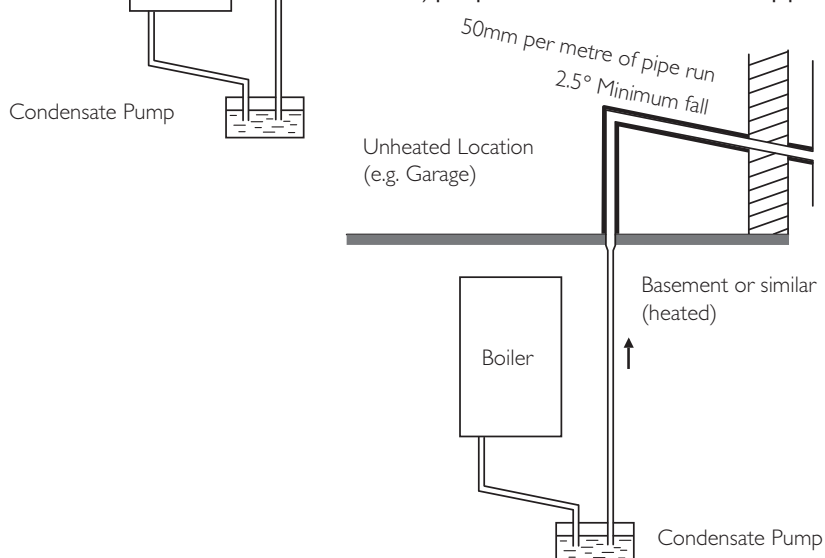 50mm per metre of pipe run
2.5° Minimum fall
Condensate Pump
Unheated Location
(e.g. Garage)
Basement or similar
(heated)
Boiler
Condensate Pump